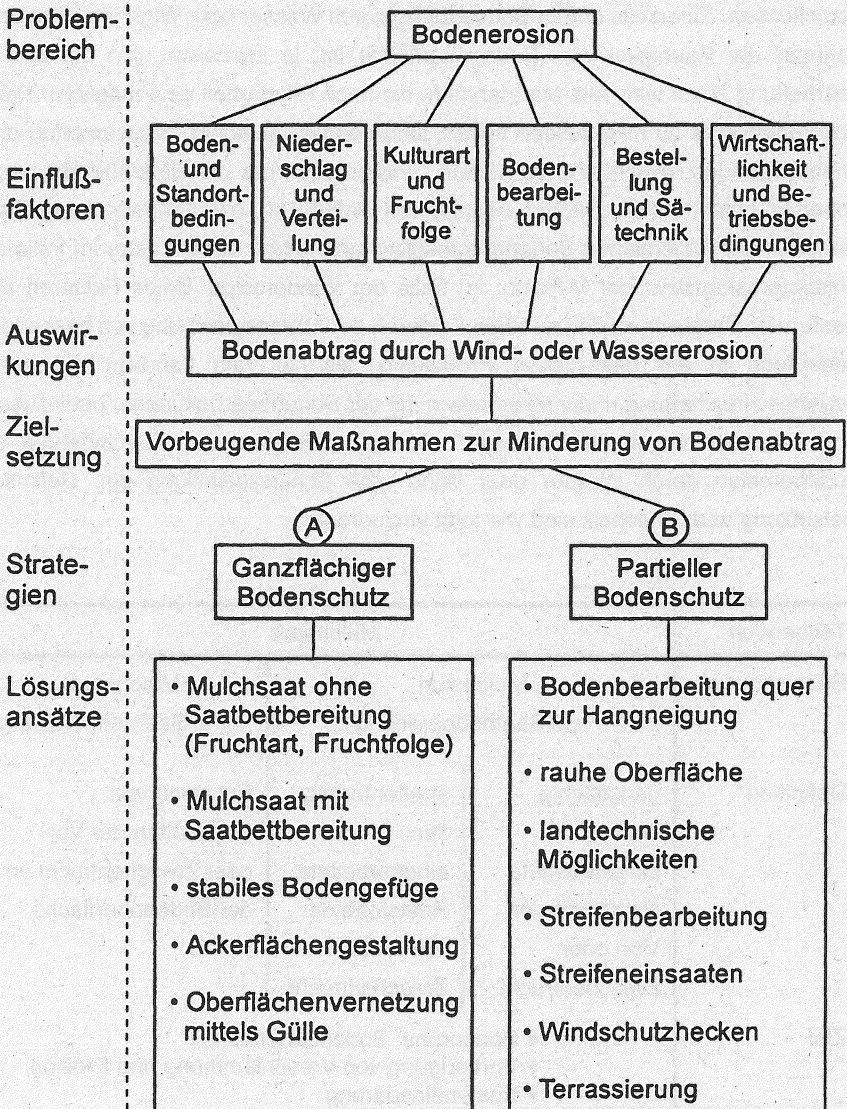 Problem-
bereich
Bodenerosion
Einfluß-
faktoren
Boden-
und
Standort-
bedin-
gungen
Nieder-
schlag
und
Vertei-
lung
Kulturart
und
Frucht-
folge
Boden-
bearbei-
tung
Bestel-
lung
und Sä-
technik
Wirtschaft-
lichkeit
und Be-
triebsbe-
dingungen
Auswir-
kungen
Bodenabtrag durch Wind- oder Wassererosion
Ziel-
setzung
Vorbeugende Maßnahmen zur Minderung von Bodenabtrag
Strate-
gien
A
Ganzflächiger
Bodenschutz
B
Partieller
Bodenschutz
Lösungs-
ansätze
• Mulchsaat ohne
Saatbettbereitung
(Fruchtart, Fruchtfolge)
• Mulchsaat mit
Saatbettbereitung
• stabiles Bodengefüge
• Ackerflächengestaltung
• Oberflächenvernetzung
mittels Gülle
• Bodenbearbeitung quer
zur Hangneigung
• rauhe Oberfläche
• landtechnische
Möglichkeiten
• Streifenbearbeitung
• Streifeneinsaaten
• Windschutzhecken
• Terrassierung